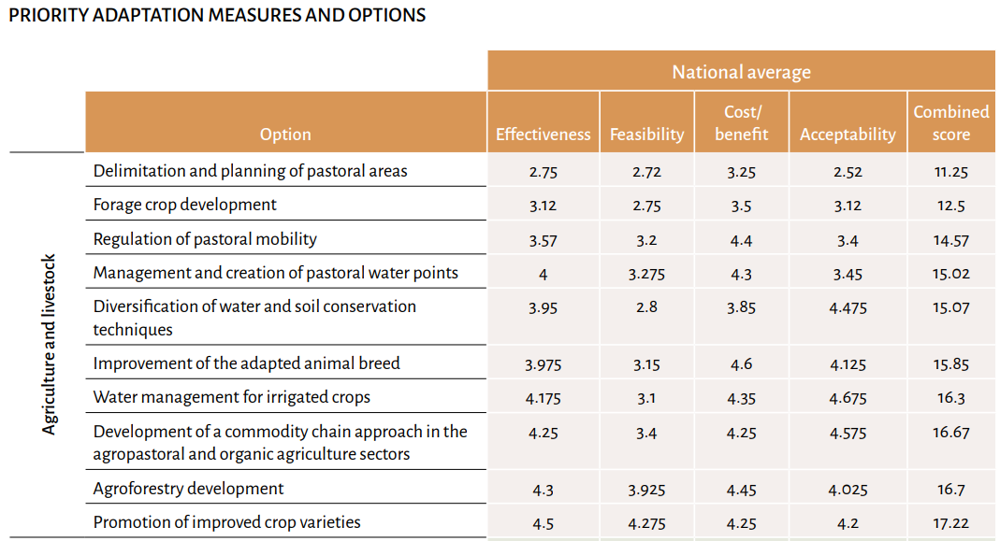 PRIORITY ADAPTATION MEASURES AND OPTIONS
National average
Option Effectiveness Feasibility Cost/ benefit Acceptability Combined score
Agriculture and livestock
Delimitation and planning of pastoral areas 2.75 2.72 3.25 2.52 11.25
Forage crop development 3.12 2.75 3.5 3.12 12.5
Regulation of pastoral mobility 3.57 3.2 4.4 3.4 14.57
Management and creation of pastoral water points 4 3.275 4.3 3.45 15.02
Diversification of water and soil conservation 3.95 2.8 3.85 4.475 15.07
techniques
Improvement of the adapted animal breed 3.975 3.15 4.6 4.125 15.85
Water management for irrigated crops 4.175 3.1 4.35 4.675 16.3
Development of a commodity chain approach in the 4.25 3.4 4.25 4.575 16.67
agropastoral and organic agriculture sectors
Agroforestry development 4.3 3.925 4.45 4.025 16.7
Promotion of improved crop varieties 4.5 4.275 4.25 4.2 17.22